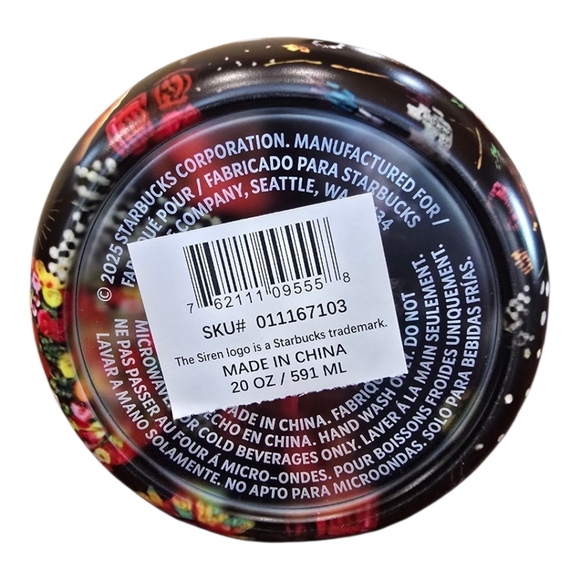 © 2025 STARBUCKS CORPORATION. MANUFACTURED FOR /
POUR / FABRICADO PARA STARBUCKS
COMPANY, SEATTLE, WA
7 62111 09555 8
SKU# 011167103
The Siren logo is a Starbucks trademark.
MADE IN CHINA
20 OZ / 591 ML
DO NOT
MADE IN CHINA.
EN CHINA. HAND WASH ONLY. LAVER À LA MAIN SEULEMENT.
FOR COLD BEVERAGES ONLY. POUR BOISSONS FROIDES UNIQUEMENT.
NE PAS PASSER AU FOUR À MICRO-ONDES. SOLO PARA BEBIDAS FRÍAS.
LAVAR A MANO SOLAMENTE. NO APTO PARA MICROONDAS.